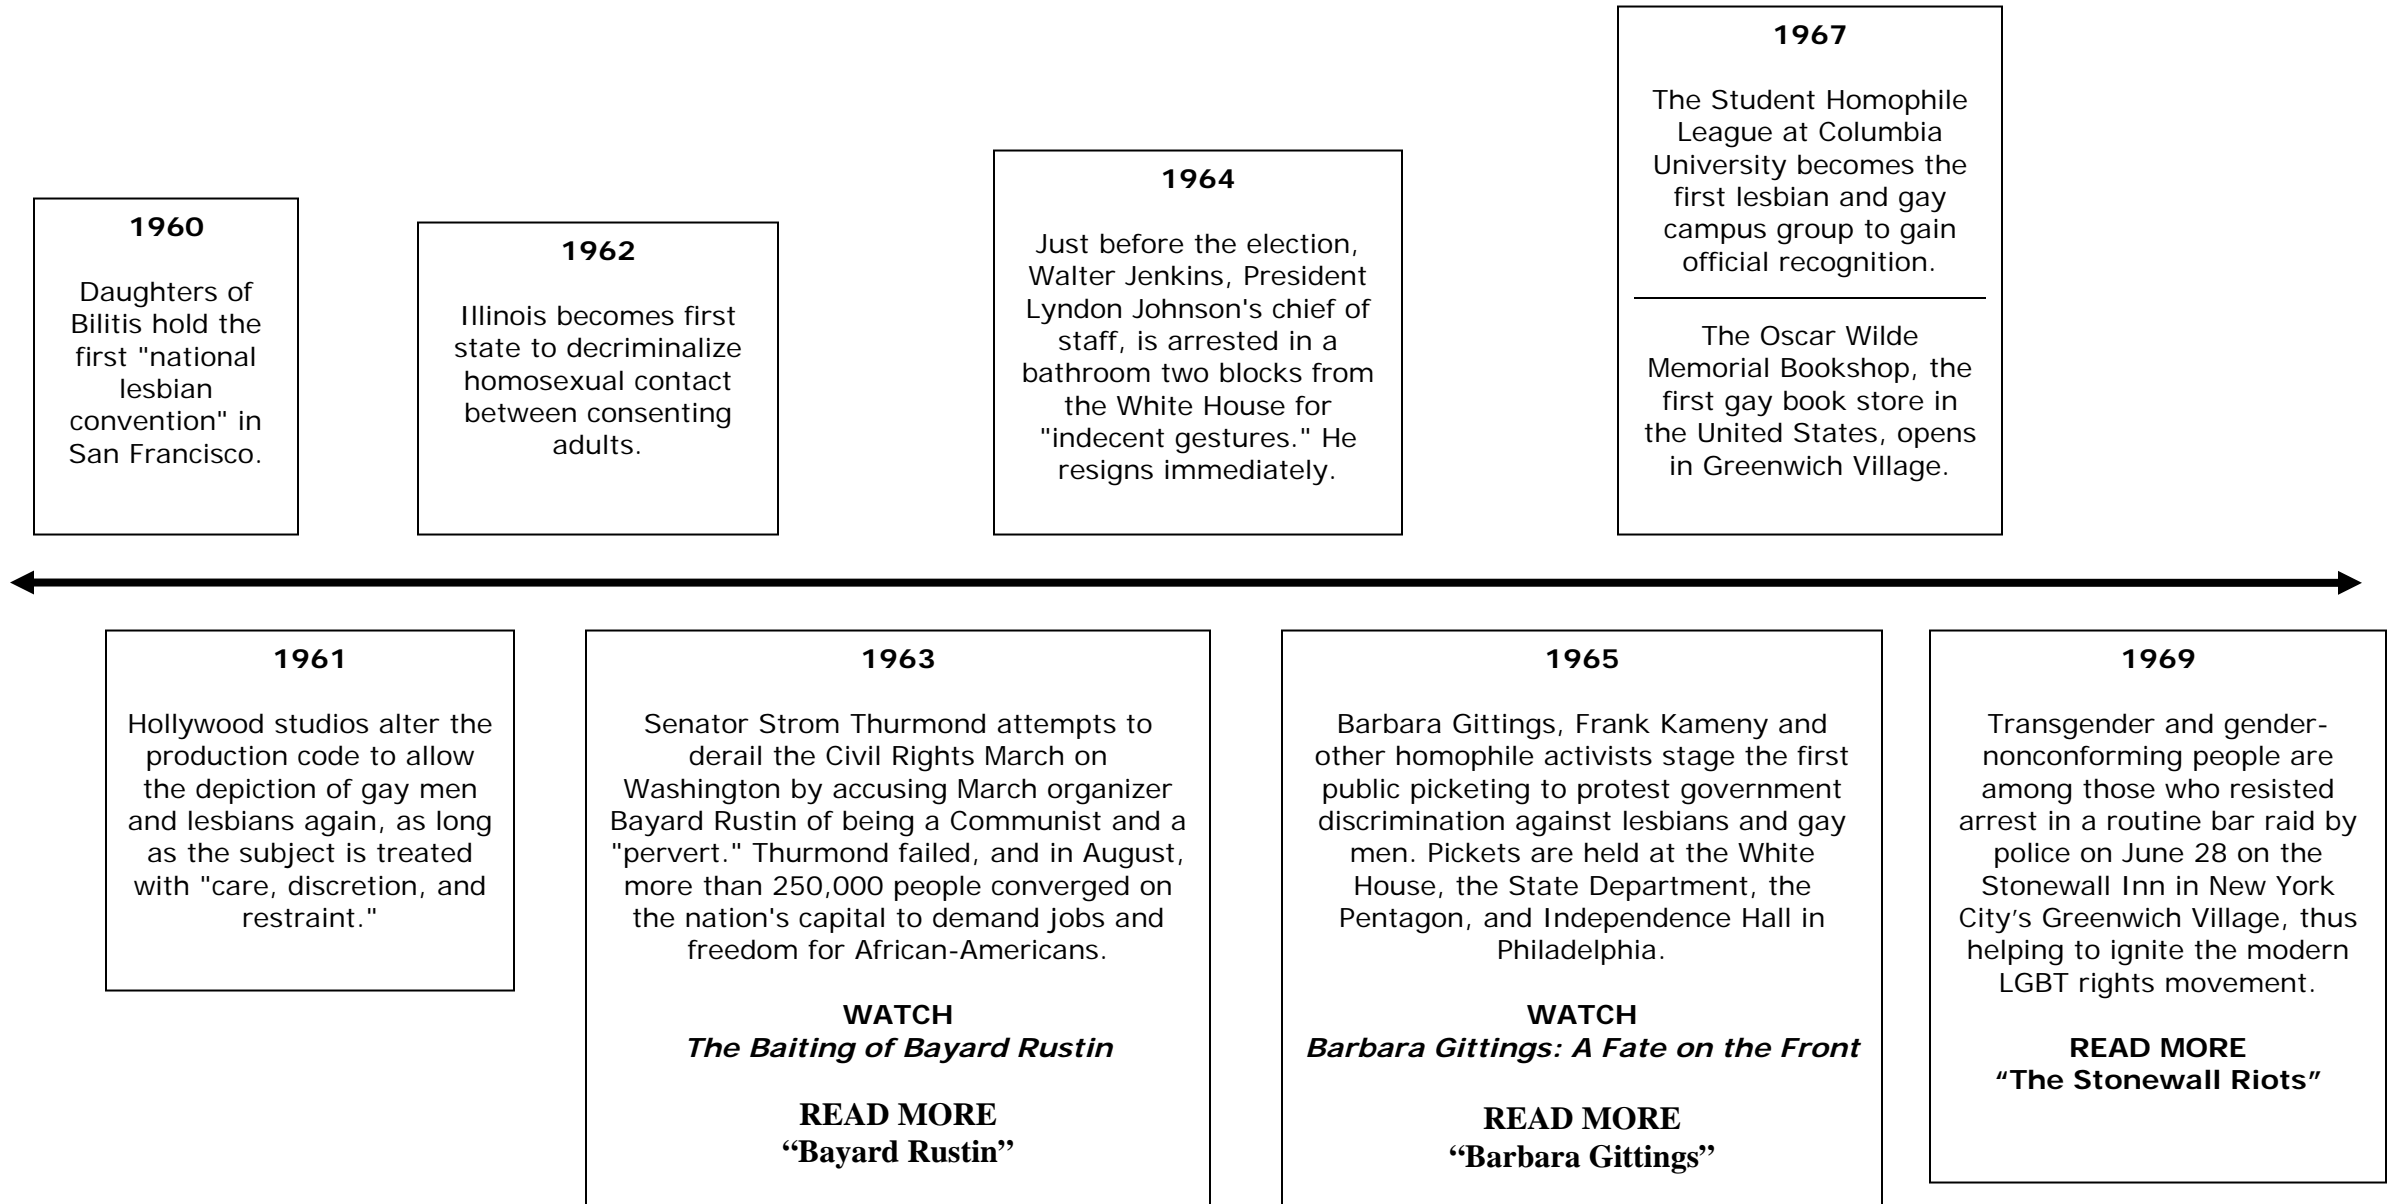 1960
Daughters of
Bilitis hold the
first "national
lesbian
convention" in
San Francisco.
1962
Illinois becomes first
state to decriminalize
homosexual contact
between consenting
adults.
1964
Just before the election,
Walter Jenkins, President
Lyndon Johnson's chief of
staff, is arrested in a
bathroom two blocks from
the White House for
"indecent gestures." He
resigns immediately.
1967
The Student Homophile
League at Columbia
University becomes the
first lesbian and gay
campus group to gain
official recognition.
The Oscar Wilde
Memorial Bookshop, the
first gay book store in
the United States, opens
in Greenwich Village.
1961
Hollywood studios alter the
production code to allow
the depiction of gay men
and lesbians again, as long
as the subject is treated
with "care, discretion, and
restraint."
1963
Senator Strom Thurmond attempts to
derail the Civil Rights March on
Washington by accusing March organizer
Bayard Rustin of being a Communist and a
"pervert." Thurmond failed, and in August,
more than 250,000 people converged on
the nation's capital to demand jobs and
freedom for African-Americans.
WATCH
The Baiting of Bayard Rustin
READ MORE
“Bayard Rustin”
1965
Barbara Gittings, Frank Kameny and
other homophile activists stage the first
public picketing to protest government
discrimination against lesbians and gay
men. Pickets are held at the White
House, the State Department, the
Pentagon, and Independence Hall in
Philadelphia.
WATCH
Barbara Gittings: A Fate on the Front
READ MORE
“Barbara Gittings”
1969
Transgender and gender-
nonconforming people are
among those who resisted
arrest in a routine bar raid by
police on June 28 on the
Stonewall Inn in New York
City’s Greenwich Village, thus
helping to ignite the modern
LGBT rights movement.
READ MORE
“The Stonewall Riots”